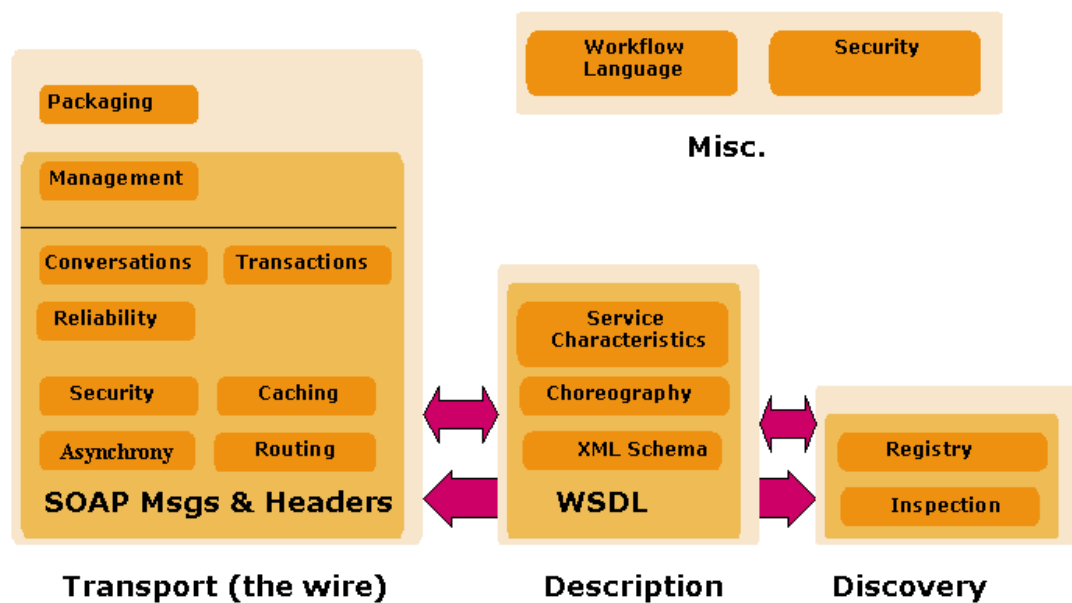 Workflow
Language
Security
Misc.
Packaging
Management
Conversations
Transactions
Reliability
Security
Caching
Asynchrony
Routing
SOAP Msgs & Headers
Transport (the wire)
Service
Characteristics
Choreography
XML Schema
WSDL
Description
Registry
Inspection
Discovery